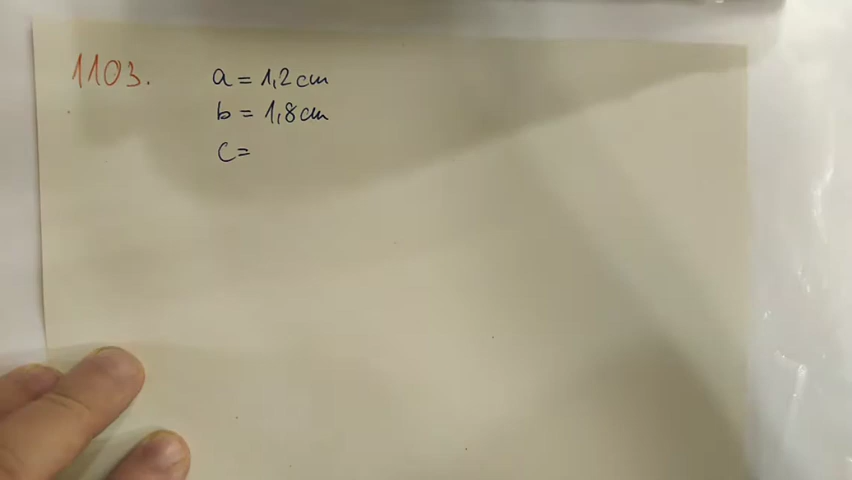 1103.
a = 1,2 cm
b = 1,8 cm
c =